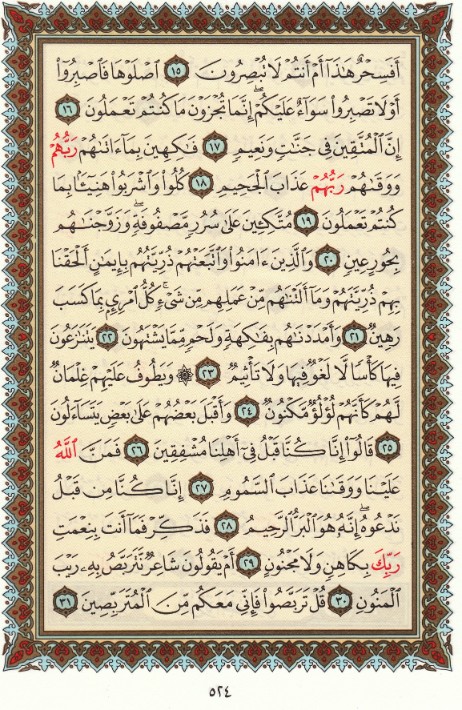 أَفَسِحْرٌ هَٰذَآ أَمْ أَنتُمْ لَا تُبْصِرُونَ ١٥ ٱصْلَوْهَا فَٱصْبِرُوٓا۟
أَوْ لَا تَصْبِرُوا۟ سَوَآءٌ عَلَيْكُمْ ۖ إِنَّمَا تُجْزَوْنَ مَا كُنتُمْ تَعْمَلُونَ ١٦
إِنَّ ٱلْمُتَّقِينَ فِى جَنَّٰتٍ وَنَعِيمٍ ١٧ فَٰكِهِينَ بِمَآ ءَاتَىٰهُمْ رَبُّهُمْ
وَوَقَىٰهُمْ رَبُّهُمْ عَذَابَ ٱلْجَحِيمِ ١٨ كُلُوا۟ وَٱشْرَبُوا۟ هَنِيٓـًٔۢا بِمَا
كُنتُمْ تَعْمَلُونَ ١٩ مُتَّكِـِٔينَ عَلَىٰ سُرُرٍ مَّصْفُوفَةٍ ۖ وَزَوَّجْنَٰهُم
بِحُورٍ عِينٍ ٢٠ وَٱلَّذِينَ ءَامَنُوا۟ وَٱتَّبَعَتْهُمْ ذُرِّيَّتُهُم بِإِيمَٰنٍ أَلْحَقْنَا
بِهِمْ ذُرِّيَّتَهُمْ وَمَآ أَلَتْنَٰهُم مِّنْ عَمَلِهِم مِّن شَىْءٍ ۚ كُلُّ ٱمْرِئٍۭ بِمَا كَسَبَ
رَهِينٌ ٢١ وَأَمْدَدْنَٰهُم بِفَٰكِهَةٍ وَلَحْمٍ مِّمَّا يَشْتَهُونَ ٢٢ يَتَنَٰزَعُونَ
فِيهَا كَأْسًا لَّا لَغْوٌ فِيهَا وَلَا تَأْثِيمٌ ٢٣ ۞ وَيَطُوفُ عَلَيْهِمْ غِلْمَانٌ
لَّهُمْ كَأَنَّهُمْ لُؤْلُؤٌ مَّكْنُونٌ ٢٤ وَأَقْبَلَ بَعْضُهُمْ عَلَىٰ بَعْضٍ يَتَسَآءَلُونَ
٢٥ قَالُوٓا۟ إِنَّا كُنَّا قَبْلُ فِىٓ أَهْلِنَا مُشْفِقِينَ ٢٦ فَمَنَّ ٱللَّهُ
عَلَيْنَا وَوَقَىٰنَا عَذَابَ ٱلسَّمُومِ ٢٧ إِنَّا كُنَّا مِن قَبْلُ
نَدْعُوهُ ۖ إِنَّهُۥ هُوَ ٱلْبَرُّ ٱلرَّحِيمُ ٢٨ فَذَكِّرْ فَمَآ أَنتَ بِنِعْمَتِ
رَبِّكَ بِكَاهِنٍ وَلَا مَجْنُونٍ ٢٩ أَمْ يَقُولُونَ شَاعِرٌ نَّتَرَبَّصُ بِهِۦ رَيْبَ
ٱلْمَنُونِ ٣٠ قُلْ تَرَبَّصُوا۟ فَإِنِّى مَعَكُم مِّنَ ٱلْمُتَرَبِّصِينَ ٣١
٥٢٤